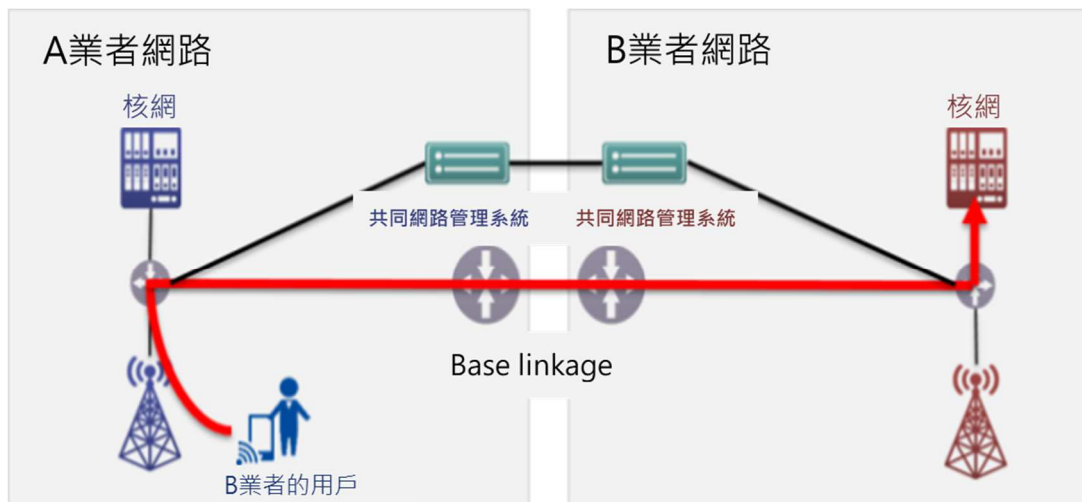 A業者網路
B業者網路
核網
核網
共同網路管理系統
共同網路管理系統
Base linkage
B業者的用戶